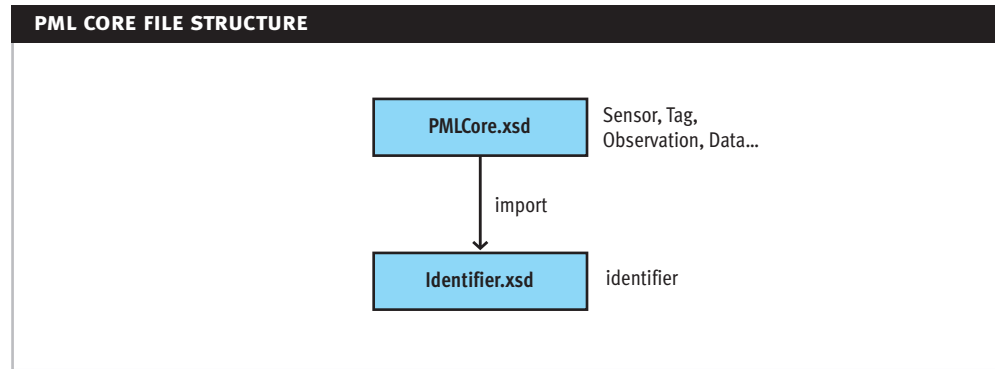 PML CORE FILE STRUCTURE
PMLCore.xsd
Sensor, Tag,
Observation, Data...
import
Identifier.xsd
identifier